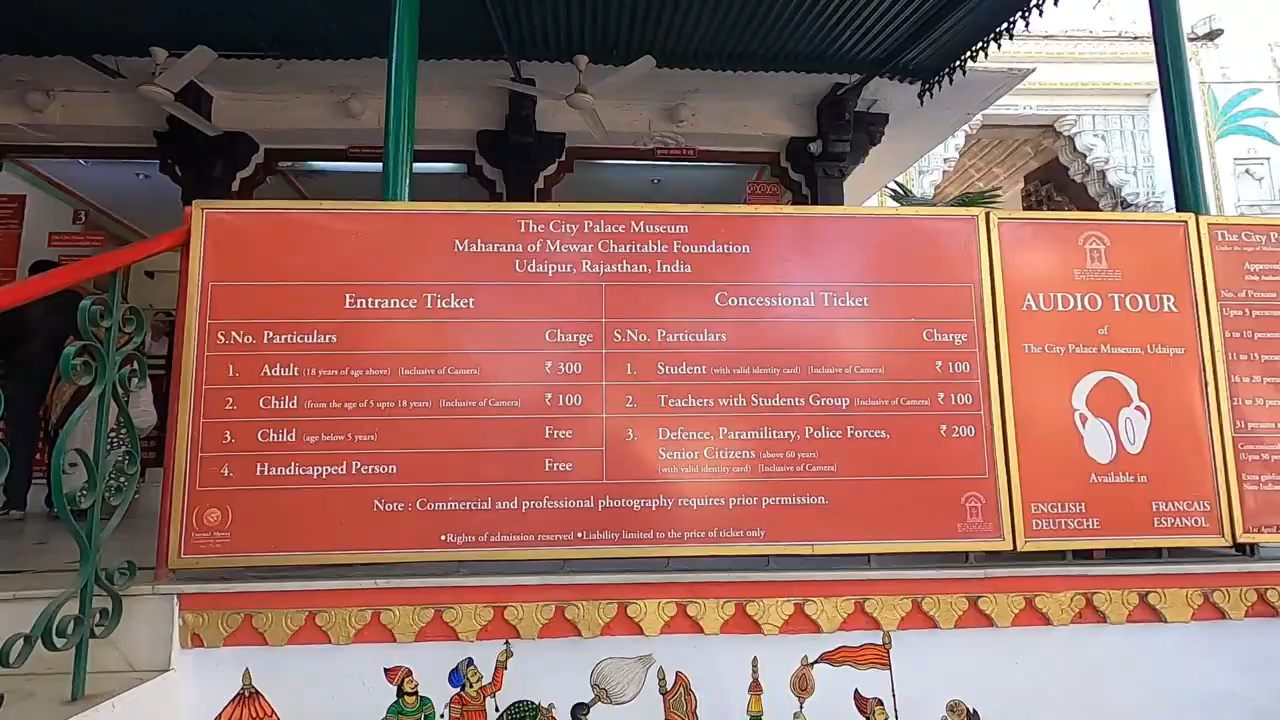 The City Palace Museum
Maharana of Mewar Charitable Foundation
Udaipur, Rajasthan, India
Entrance Ticket
S.No. Particulars Charge
1. Adult (18 years of age above) [Inclusive of Camera] ₹ 300
2. Child (from the age of 5 upto 18 years) [Inclusive of Camera] ₹ 100
3. Child (age below 5 years) Free
4. Handicapped Person Free
Concessional Ticket
S.No. Particulars Charge
1. Student (with valid identity card) [Inclusive of Camera] ₹ 100
2. Teachers with Students Group [Inclusive of Camera] ₹ 100
3. Defence, Paramilitary, Police Forces, ₹ 200
Senior Citizens (above 60 years)
(with valid identity card) [Inclusive of Camera]
Note : Commercial and professional photography requires prior permission.
•Rights of admission reserved •Liability limited to the price of ticket only
AUDIO TOUR
of
The City Palace Museum, Udaipur
Available in
ENGLISH FRANCAIS
DEUTSCHE ESPANOL
The City
Approved
No. of Persons
Upto 5
6 to 10
11 to 15
16 to 20
21 to 30
31
3